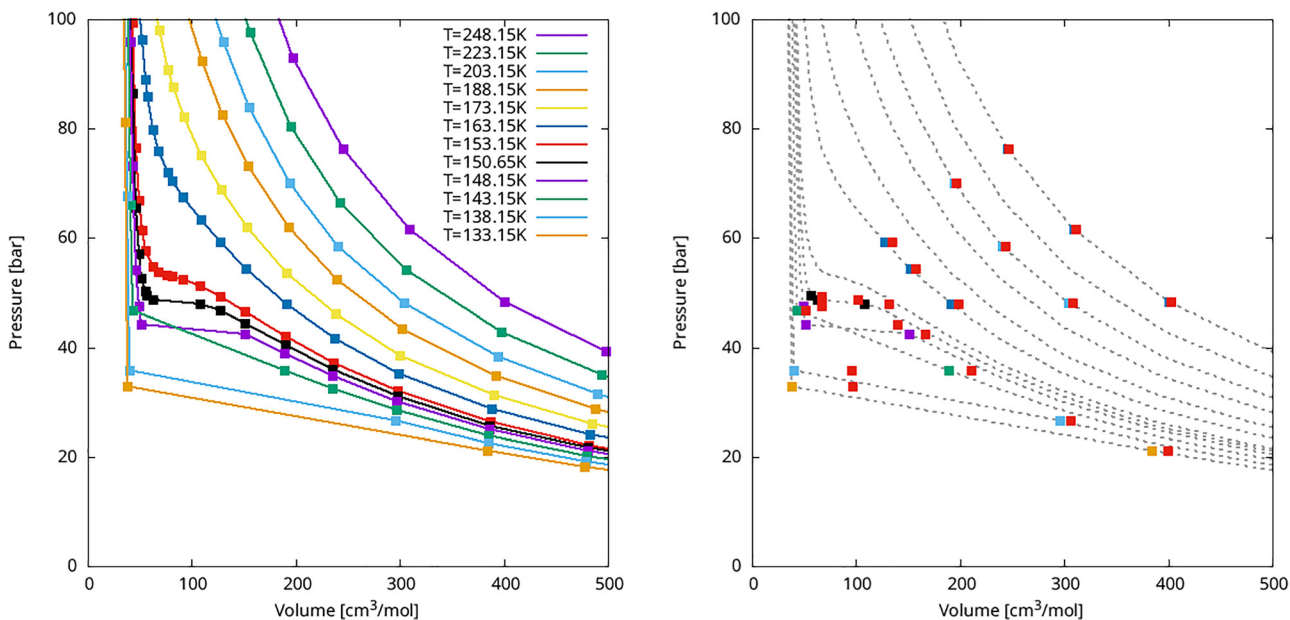 100
80
60
40
20
0
Pressure [bar]
0 100 200 300 400 500
Volume [cm³/mol]
T=248.15K
T=223.15K
T=203.15K
T=188.15K
T=173.15K
T=163.15K
T=153.15K
T=150.65K
T=148.15K
T=143.15K
T=138.15K
T=133.15K
100
80
60
40
20
0
Pressure [bar]
0 100 200 300 400 500
Volume [cm³/mol]